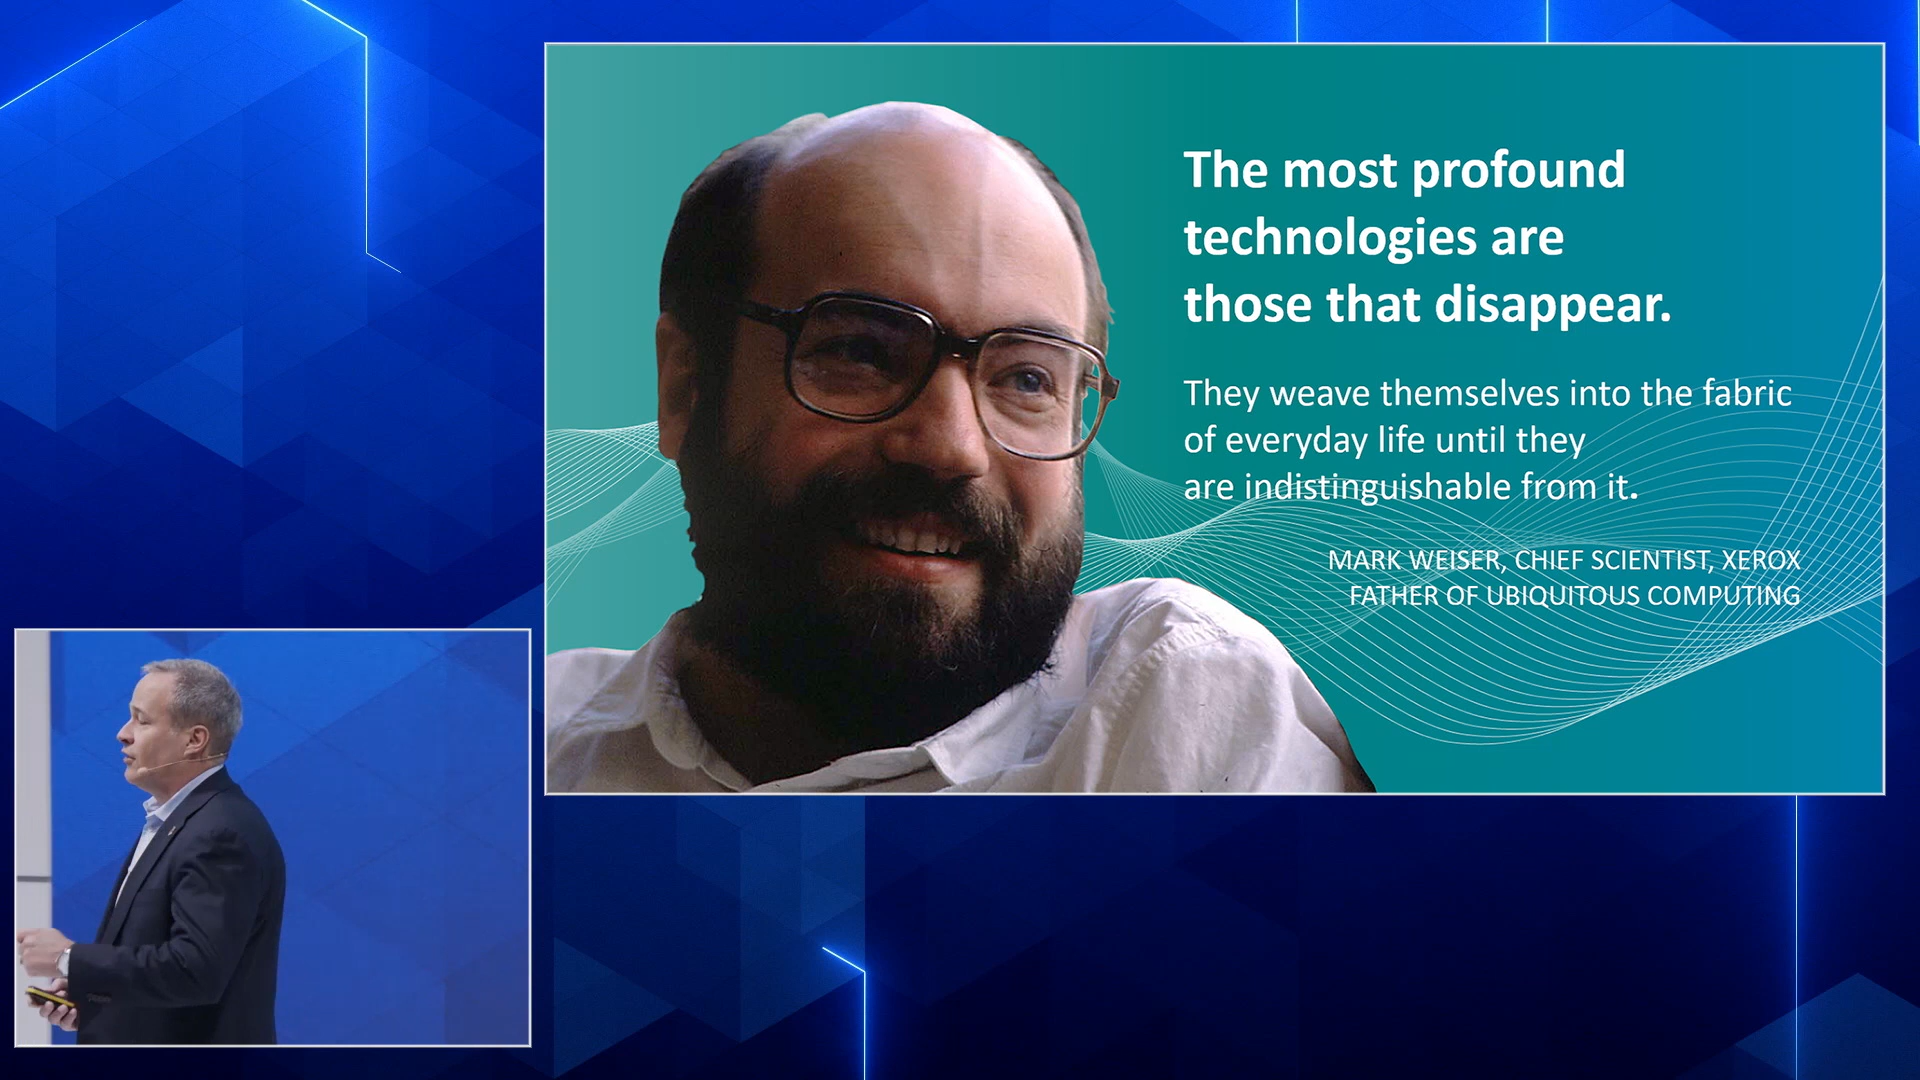 The most profound
technologies are
those that disappear.
They weave themselves into the fabric
of everyday life until they
are indistinguishable from it.
MARK WEISER, CHIEF SCIENTIST, XEROX
FATHER OF UBIQUITOUS COMPUTING